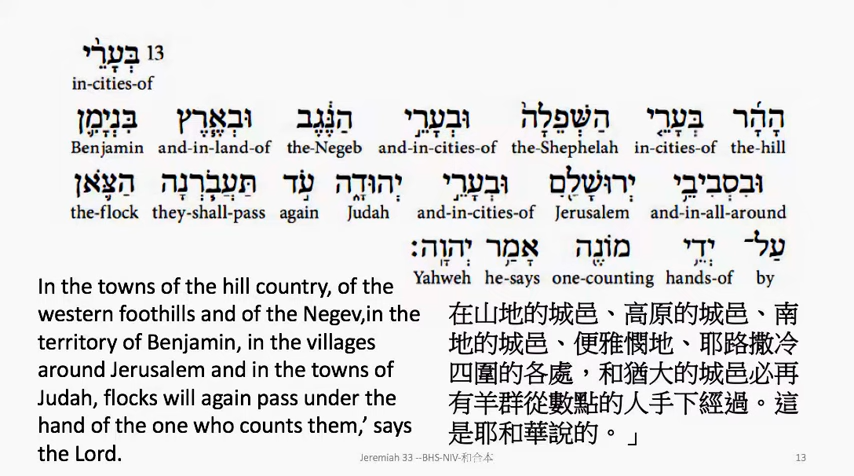 13 בְּעָרֵ֨י
in-cities-of
הָהָ֜ר בְּעָרֵ֤י הַשְּׁפֵלָה֙ וּבְעָרֵ֣י הַנֶּ֔גֶב וּבְאֶ֧רֶץ בִּנְיָמִ֛ן
Benjamin and-in-land-of the-Negeb and-in-cities-of the-Shephelah in-cities-of the-hill
וּבִסְבִיבֵ֥י יְרוּשָׁלִַ֖ם וּבְעָרֵ֣י יְהוּדָ֑ה עֹ֣ד תַּעֲבֹ֧רְנָה הַצֹּ֛אן
the-flock they-shall-pass again Judah and-in-cities-of Jerusalem and-in-all-around
עַל־ יְדֵ֥י מוֹנֶ֖ה אָמַ֥ר יְהוָֽה׃
Yahweh he-says one-counting hands-of by
In the towns of the hill country, of the
western foothills and of the Negev,in the
territory of Benjamin, in the villages
around Jerusalem and in the towns of
Judah, flocks will again pass under the
hand of the one who counts them,’ says
the Lord.
在山地的城邑、高原的城邑、南
地的城邑、便雅憫地、耶路撒冷
四圍的各處，和猶大的城邑必再
有羊群從數點的人手下經過。這
是耶和華說的。」
Jeremiah 33 --BHS-NIV-和合本
13